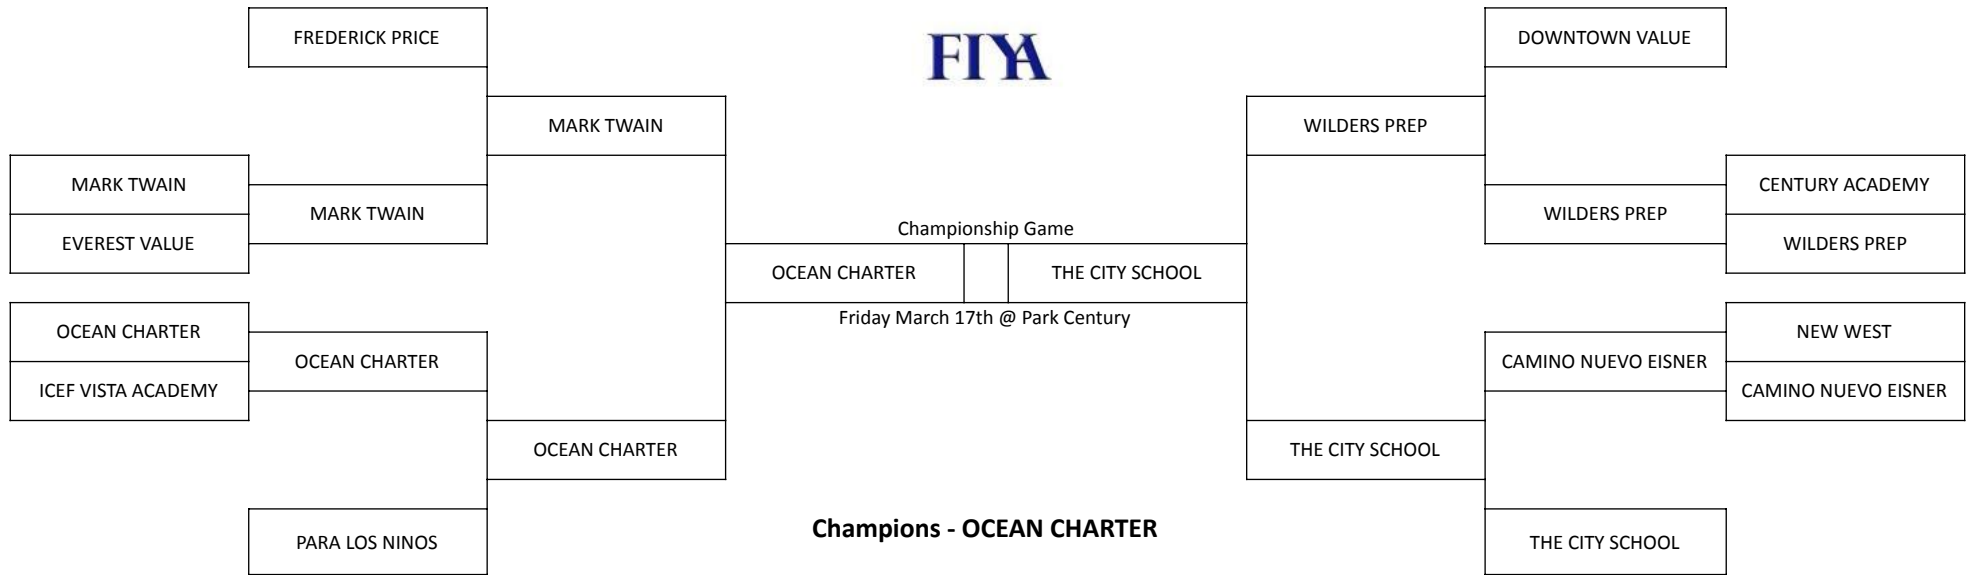 FREDERICK PRICE
FIYA
DOWNTOWN VALUE
MARK TWAIN
WILDERS PREP
MARK TWAIN
MARK TWAIN
EVEREST VALUE
WILDERS PREP
CENTURY ACADEMY
WILDERS PREP
Championship Game
OCEAN CHARTER
THE CITY SCHOOL
Friday March 17th @ Park Century
OCEAN CHARTER
ICEF VISTA ACADEMY
OCEAN CHARTER
CAMINO NUEVO EISNER
NEW WEST
CAMINO NUEVO EISNER
OCEAN CHARTER
THE CITY SCHOOL
PARA LOS NINOS
Champions - OCEAN CHARTER
THE CITY SCHOOL